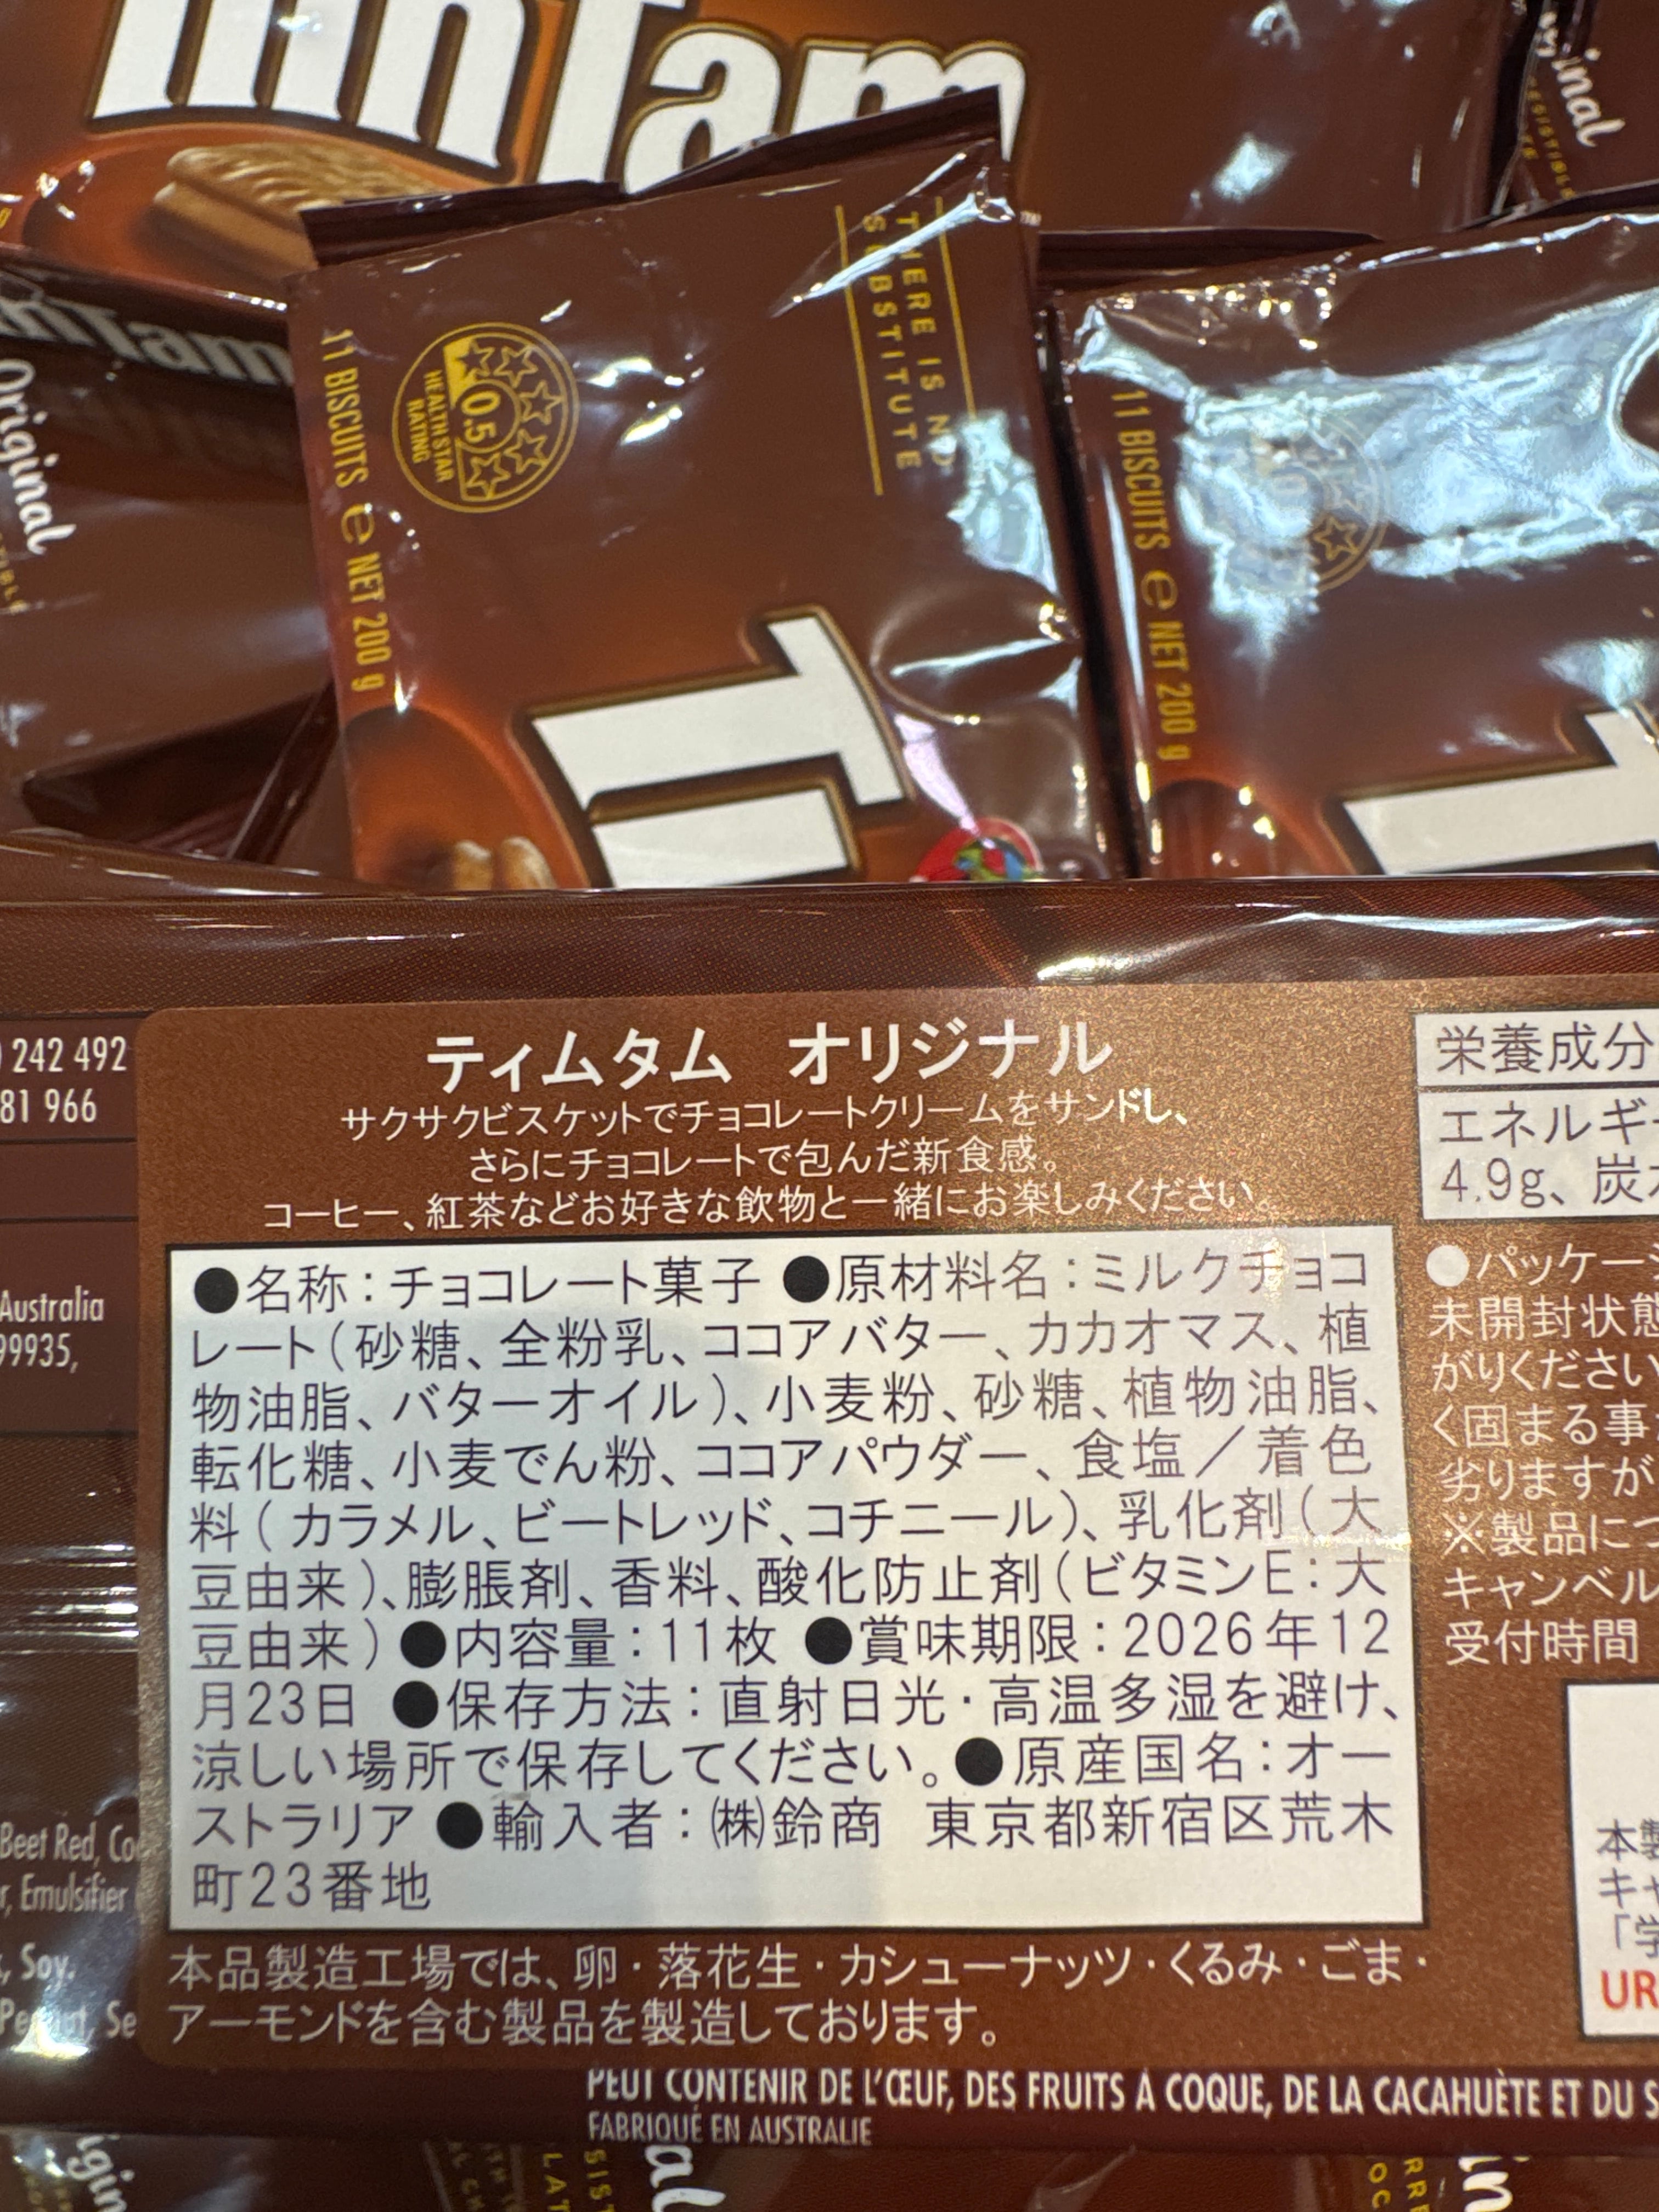 TimTam
Original
THERE IS NO
SUBSTITUTE
0.5
HEALTH STAR
RATING
11 BISCUITS e NET 200 g
11 BISCUITS e NET 200 g
Original
242 492
81 966
Australia
99935,
Beet Red,
Emulsifier
Soy.
ティムタム オリジナル
サクサクビスケットでチョコレートクリームをサンドし、
さらにチョコレートで包んだ新食感。
コーヒー、紅茶などお好きな飲物と一緒にお楽しみください。
●名称:チョコレート菓子 ●原材料名:ミルクチョコ
レート(砂糖、全粉乳、ココアバター、カカオマス、植
物油脂、バターオイル)、小麦粉、砂糖、植物油脂、
転化糖、小麦でん粉、ココアパウダー、食塩/着色
料(カラメル、ビートレッド、コチニール)、乳化剤(大
豆由来)、膨脹剤、香料、酸化防止剤(ビタミンE:大
豆由来)●内容量:11枚 ●賞味期限:2026年12
月23日 ●保存方法:直射日光・高温多湿を避け、
涼しい場所で保存してください。●原産国名:オー
ストラリア ●輸入者:㈱鈴商 東京都新宿区荒木
町23番地
本品製造工場では、卵・落花生・カシューナッツ・くるみ・ごま・
アーモンドを含む製品を製造しております。
栄養成分
エネルギー
4.9g、炭
●パッケージ
未開封状態
がりください
く固まる事
劣りますが
※製品につ
キャンベル
受付時間
本製
キャ
「学
UR
PEUT CONTENIR DE L'ŒUF, DES FRUITS À COQUE, DE LA CACAHUÈTE ET DU S
FABRIQUÉ EN AUSTRALIE